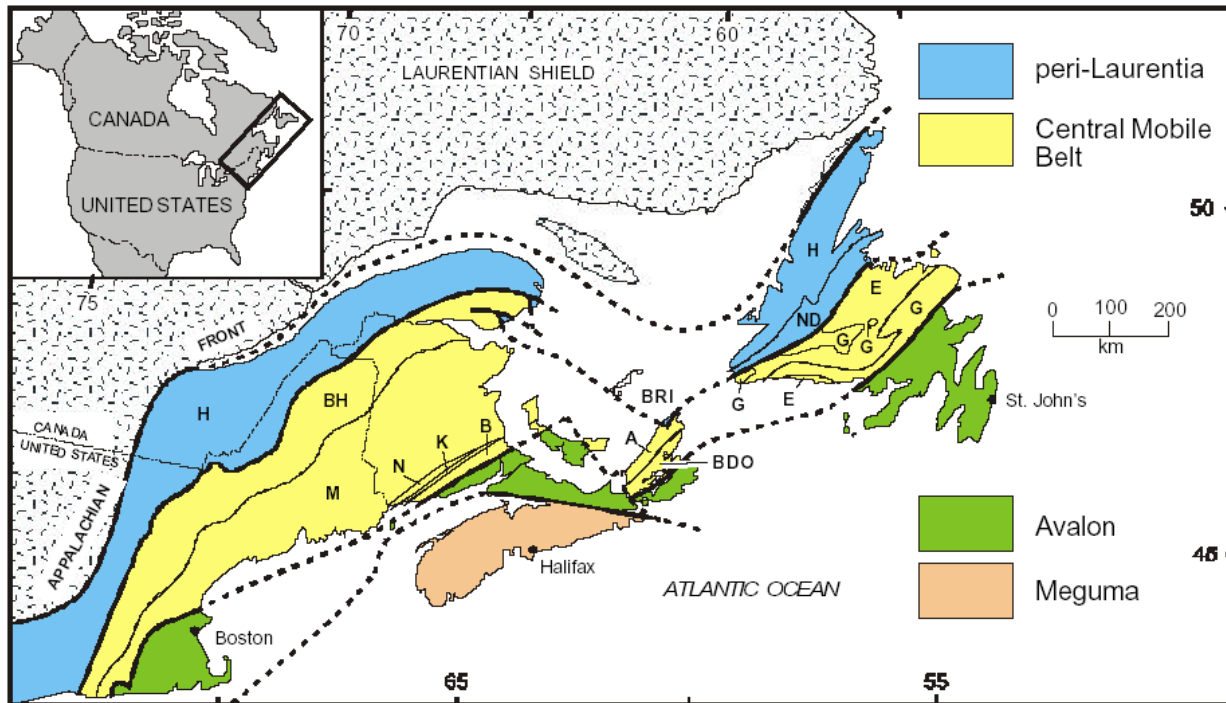 70
60
LAURENTIAN SHIELD
CANADA
UNITED STATES
peri-Laurentia
Central Mobile
Belt
50
75
FRONT
H
E
G
ND
G
P
G
0 100 200
km
G
E
St. John's
BRI
BH
H
CANADA
UNITED STATES
A
B
K
N
BDO
M
APPALACHIAN
Avalon
45
Halifax
ATLANTIC OCEAN
Meguma
Boston
65
55